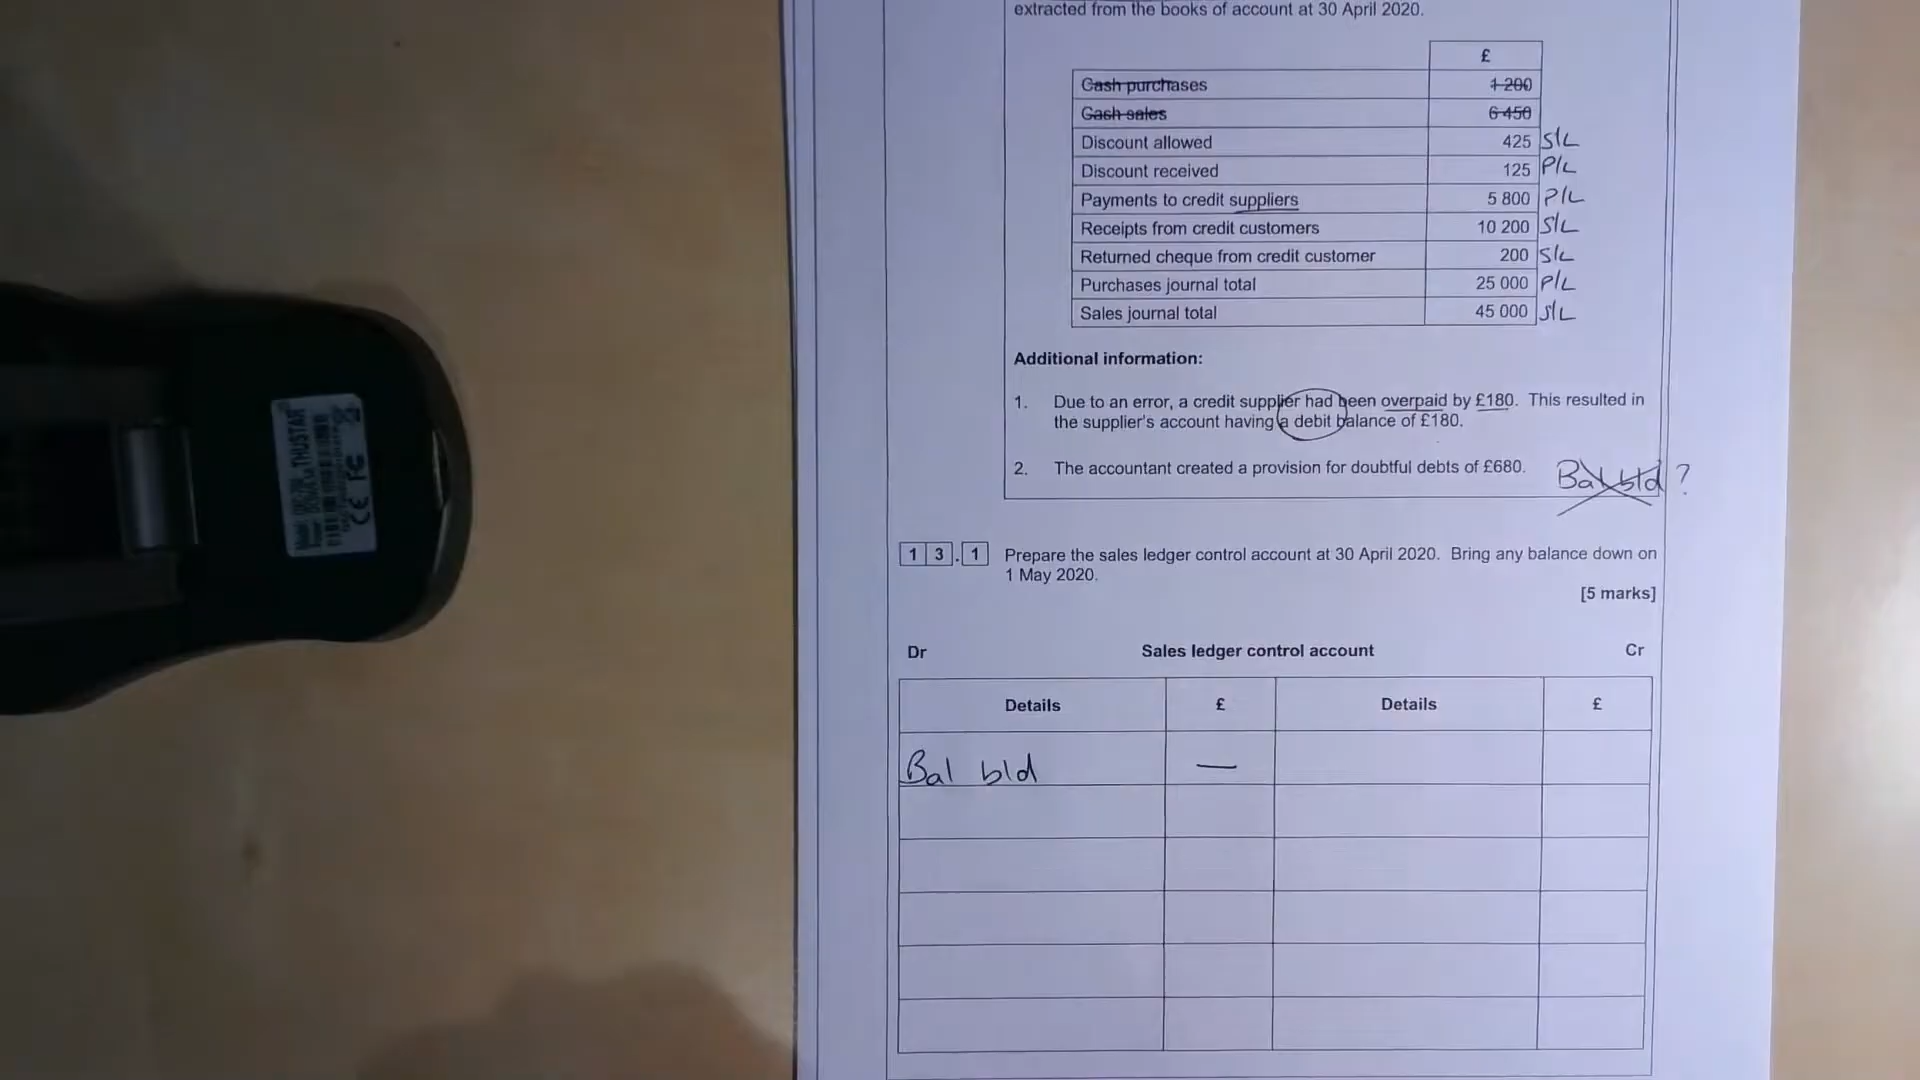 extracted from the books of account at 30 April 2020.
£
Cash purchases 1 200
Cash sales 6 450
Discount allowed 425 S/L
Discount received 125 P/L
Payments to credit suppliers 5 800 P/L
Receipts from credit customers 10 200 S/L
Returned cheque from credit customer 200 S/L
Purchases journal total 25 000 P/L
Sales journal total 45 000 S/L
Additional information:
1. Due to an error, a credit supplier had been overpaid by £180. This resulted in
the supplier's account having a debit balance of £180.
2. The accountant created a provision for doubtful debts of £680.
Bal b/d ?
1 3 . 1 Prepare the sales ledger control account at 30 April 2020. Bring any balance down on
1 May 2020.
[5 marks]
Dr Sales ledger control account Cr
Details £ Details £
Bal b/d —
THUSTAR
CE FC